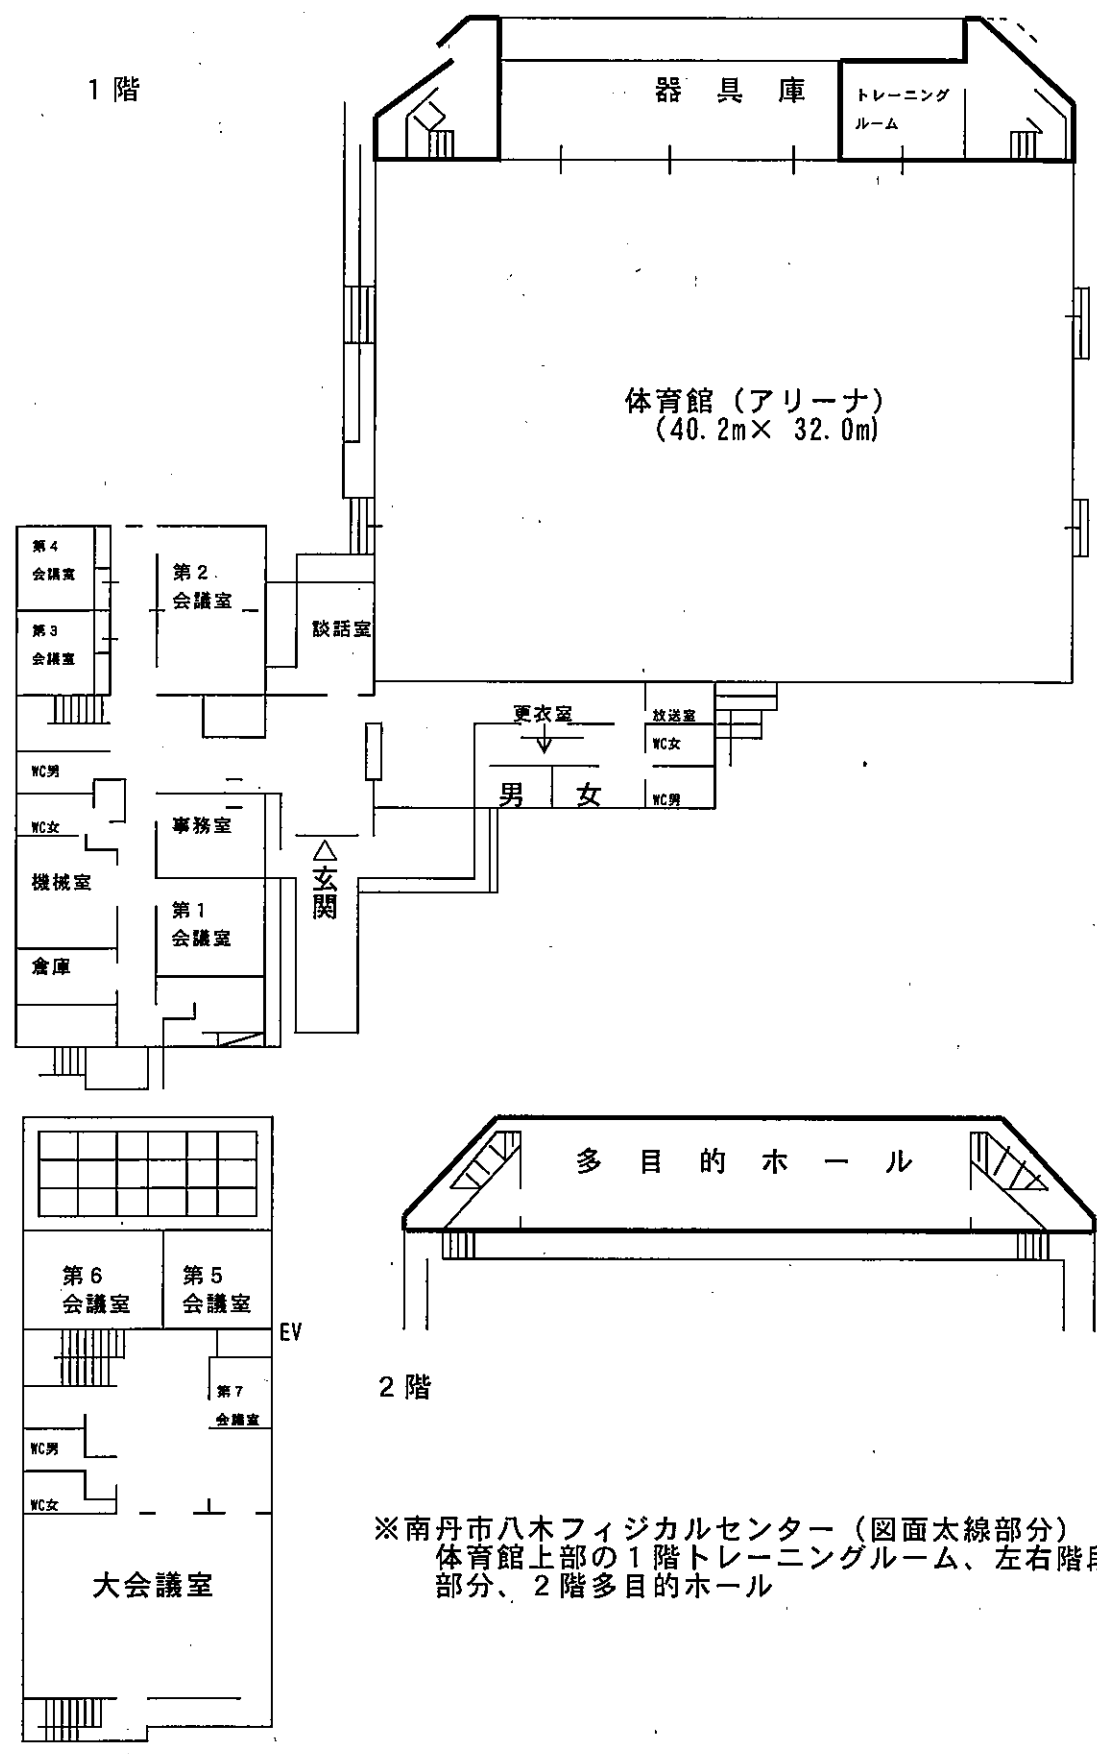 1階
器具庫
トレーニング
ルーム
体育館（アリーナ）
(40.2m× 32.0m)
第4
会議室
第2
会議室
談話室
第3
会議室
更衣室
放送室
WC女
WC男
男
女
WC男
WC女
事務室
玄関
機械室
第1
会議室
倉庫
多目的ホール
第6
会議室
第5
会議室
EV
2階
第7
会議室
WC男
WC女
大会議室
※南丹市八木フィジカルセンター（図面太線部分）
体育館上部の1階トレーニングルーム、左右階段
部分、2階多目的ホール